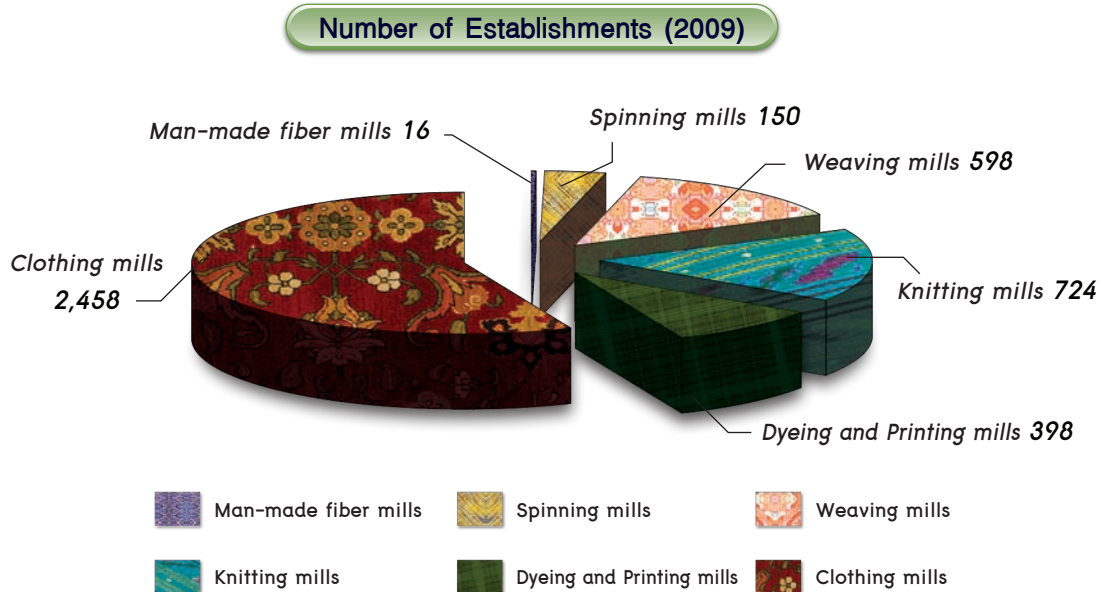 Number of Establishments (2009)
Man-made fiber mills 16
Spinning mills 150
Weaving mills 598
Clothing mills
2,458
Knitting mills 724
Dyeing and Printing mills 398
Man-made fiber mills
Spinning mills
Weaving mills
Knitting mills
Dyeing and Printing mills
Clothing mills